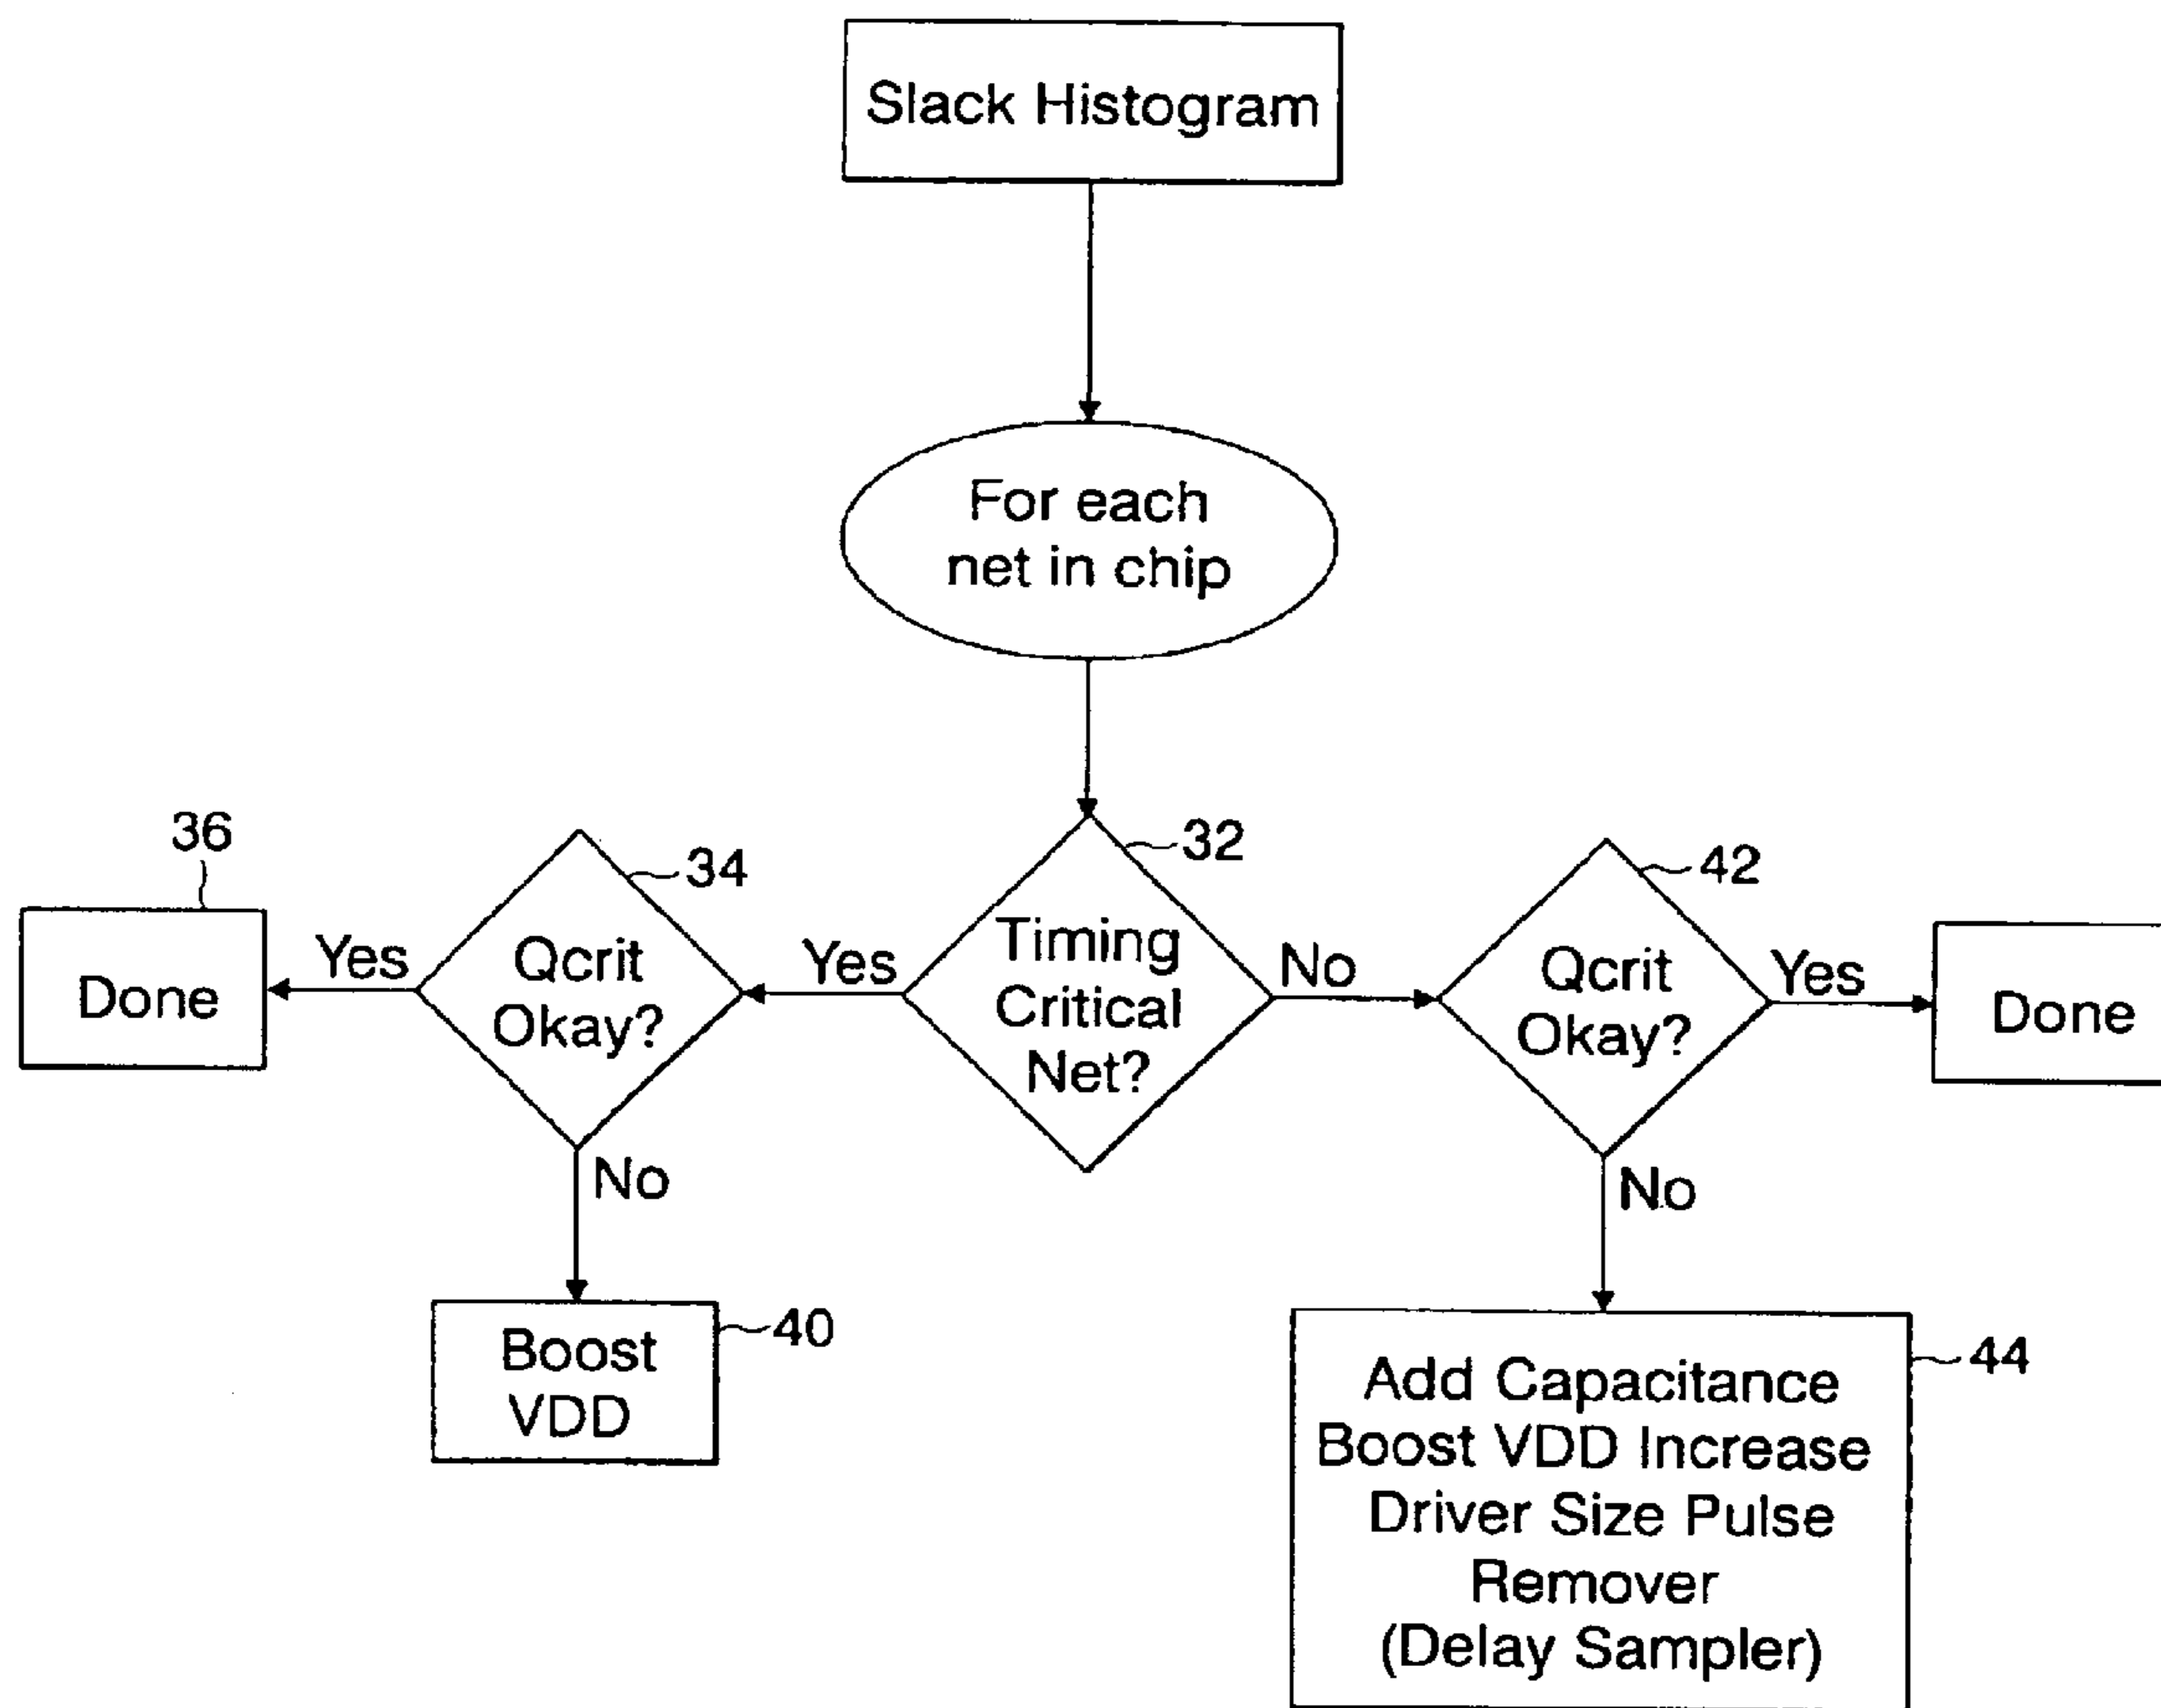 Slack Histogram
For each
net in chip
32
Timing
Critical
Net?
Yes
No
34
Qcrit
Okay?
Yes
No
36
Done
40
Boost
VDD
42
Qcrit
Okay?
Yes
No
Done
44
Add Capacitance
Boost VDD Increase
Driver Size Pulse
Remover
(Delay Sampler)